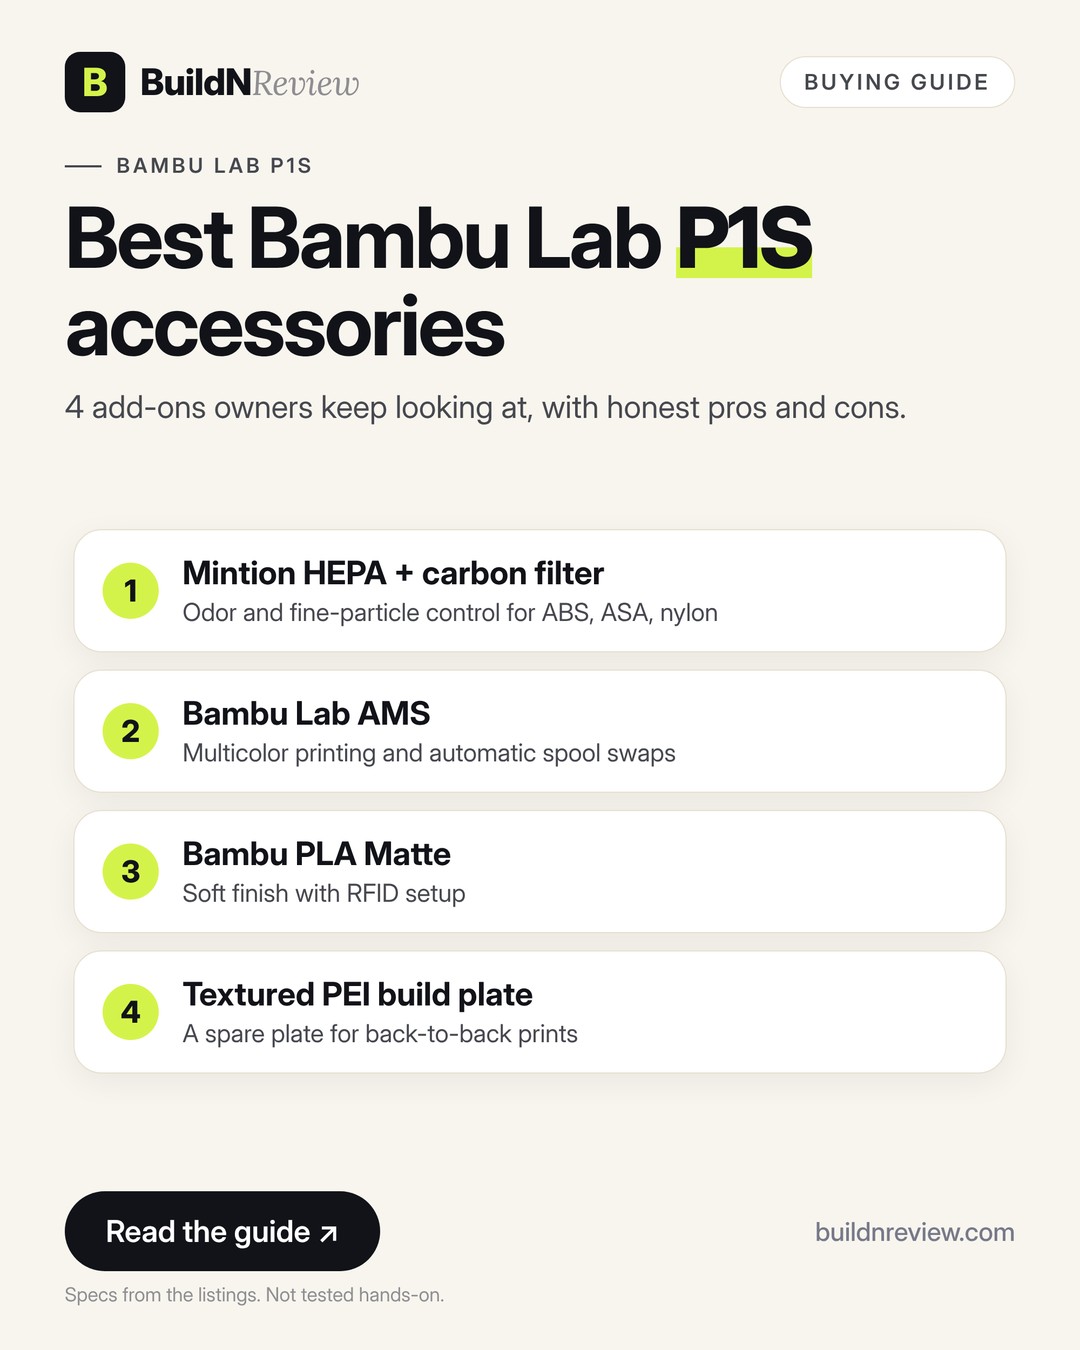 B BuildNReview
BUYING GUIDE
BAMBU LAB P1S
Best Bambu Lab P1S
accessories
4 add-ons owners keep looking at, with honest pros and cons.
1 Mintion HEPA + carbon filter
Odor and fine-particle control for ABS, ASA, nylon
2 Bambu Lab AMS
Multicolor printing and automatic spool swaps
3 Bambu PLA Matte
Soft finish with RFID setup
4 Textured PEI build plate
A spare plate for back-to-back prints
Read the guide ↗
buildnreview.com
Specs from the listings. Not tested hands-on.